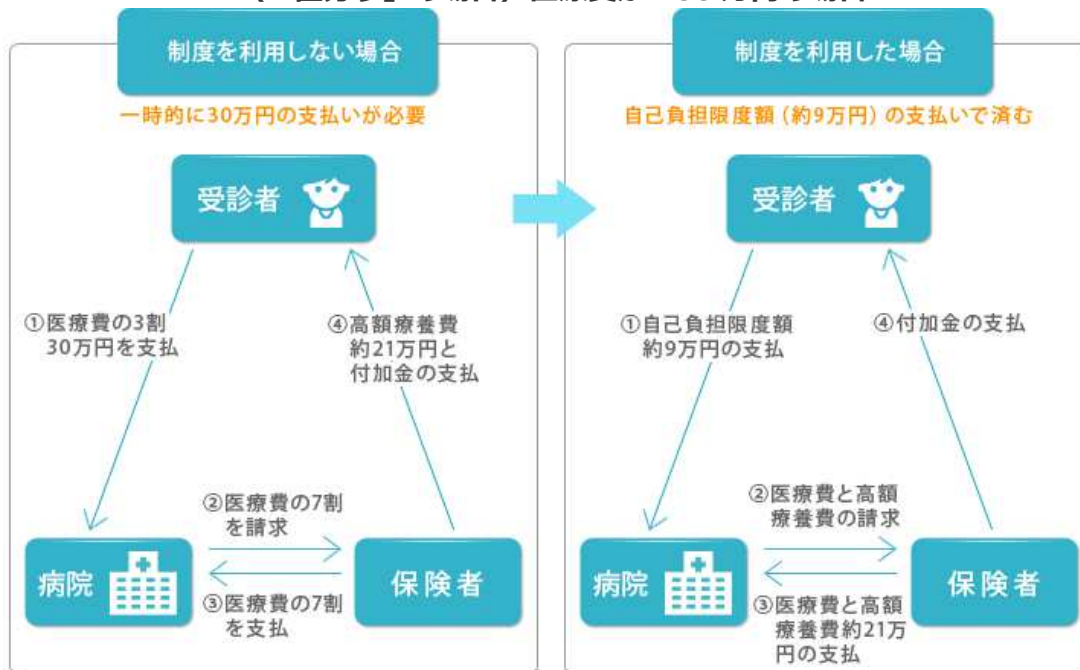 制度を利用しない場合
一時的に30万円の支払いが必要
受診者
①医療費の3割
30万円を支払
④高額療養費
約21万円と
付加金の支払
②医療費の7割
を請求
病院
保険者
③医療費の7割
を支払
制度を利用した場合
自己負担限度額(約9万円)の支払いで済む
受診者
①自己負担限度額
約9万円の支払
④付加金の支払
②医療費と高額
療養費の請求
病院
保険者
③医療費と高額
療養費約21万
円の支払